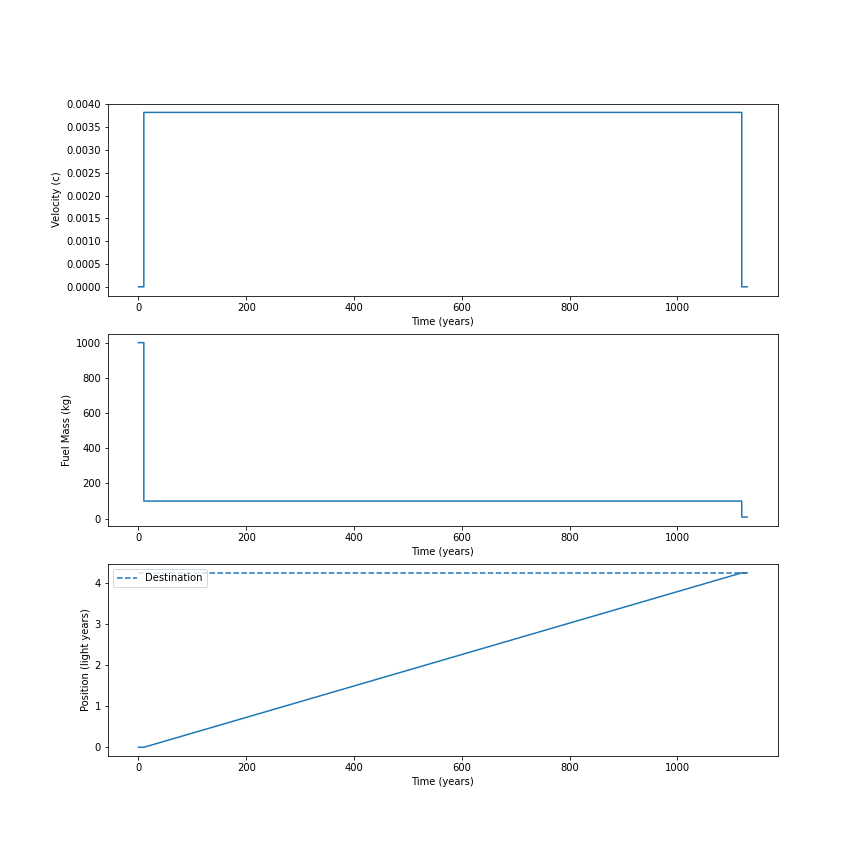 0.0040
0.0035
0.0030
0.0025
0.0020
0.0015
0.0010
0.0005
0.0000
Velocity (c)
0 200 400 600 800 1000
Time (years)
1000
800
600
400
200
0
Fuel Mass (kg)
0 200 400 600 800 1000
Time (years)
Destination
4
3
2
1
0
Position (light years)
0 200 400 600 800 1000
Time (years)